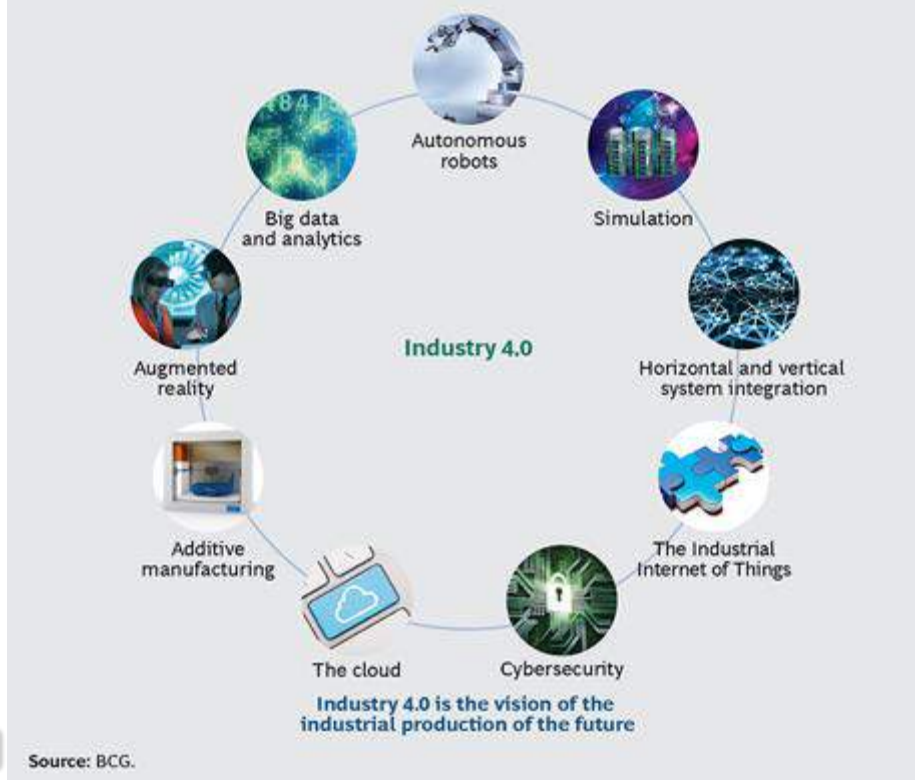 Autonomous
robots
Simulation
Horizontal and vertical
system integration
The Industrial
Internet of Things
Cybersecurity
The cloud
Additive
manufacturing
Augmented
reality
Big data
and analytics
Industry 4.0
Industry 4.0 is the vision of the
industrial production of the future
Source: BCG.